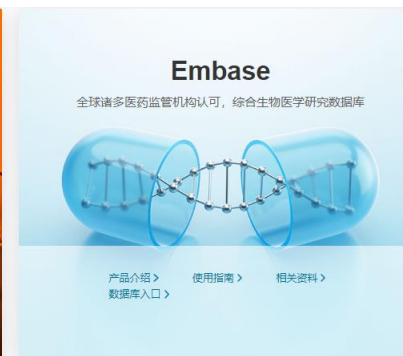 Embase
全球诸多医药监管机构认可，综合生物医学研究数据库
产品介绍 > 使用指南 > 相关资料 >
数据库入口 >